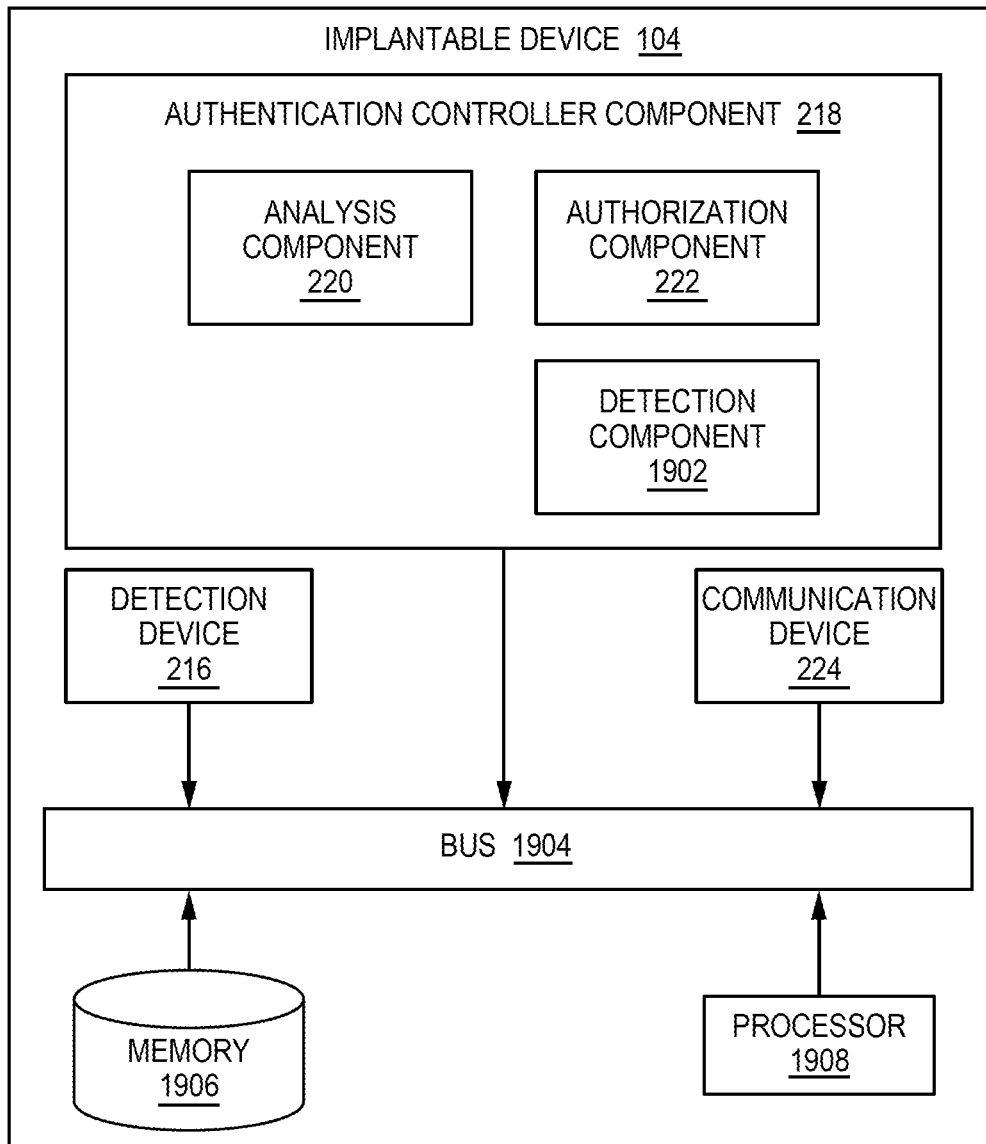 IMPLANTABLE DEVICE 104
AUTHENTICATION CONTROLLER COMPONENT 218
ANALYSIS
COMPONENT
220
AUTHORIZATION
COMPONENT
222
DETECTION
COMPONENT
1902
DETECTION
DEVICE
216
COMMUNICATION
DEVICE
224
BUS 1904
MEMORY
1906
PROCESSOR
1908